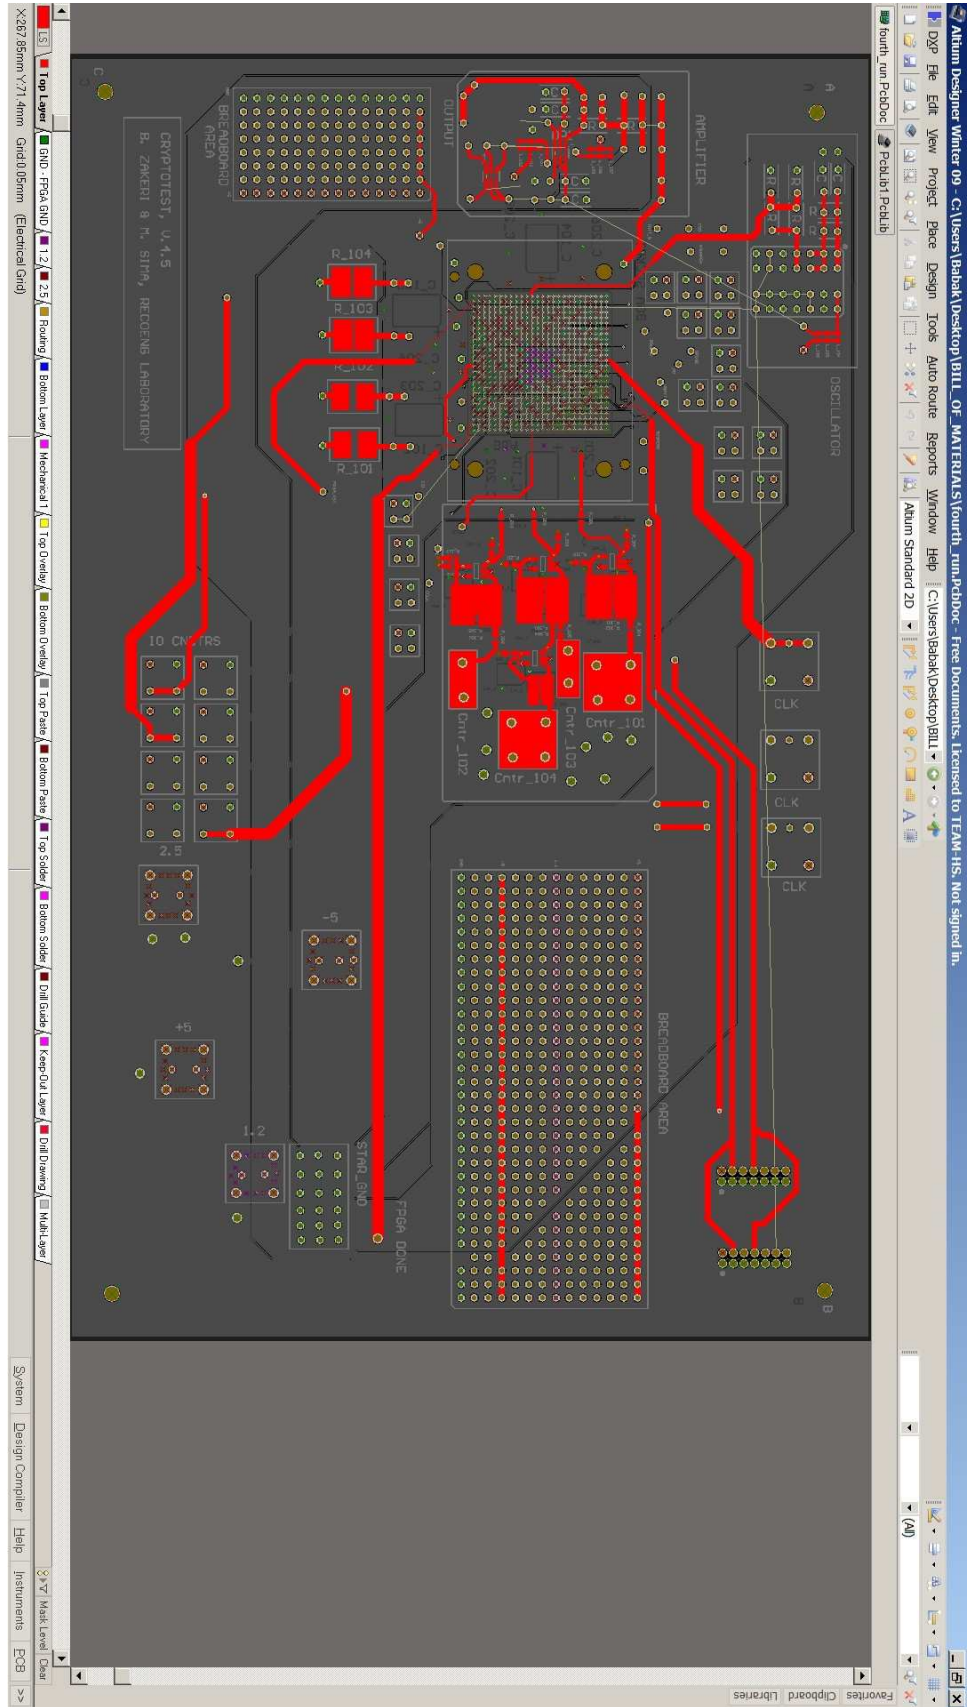 Altium Designer Winter 09 - C:\Users\Babak\Desktop\BILL_OF_MATERIALS\fourth_run.PcbDoc - Free Documents. Licensed to TEAM-HS. Not signed in.
DXP File Edit View Project Place Design Tools Auto Route Reports Window Help C:\Users\Babak\Desktop\BILL
Altium Standard 2D (All)
fourth_run.PcbDoc PcbLib1.PcbLib
Favorites Clipboard Libraries
A
B
OSCILLATOR
CLK
CLK
CLK
AMPLIFIER
OUTPUT
Cntr_101
Cntr_103
Cntr_104
Cntr_102
BREADBOARD AREA
FPGA DONE
STAR_GND
BREADBOARD
AREA
R_104
R_103
R_102
R_101
-5
1.2
+5
2.5
IO CNCTRS
CRYPTOTEST, V.4.5
B. ZAKERI & M. SIMA, RECOENG LABORATORY
C
LS Top Layer GND - FPGA GND 1.2 2.5 Routing Bottom Layer Mechanical 1 Top Overlay Bottom Overlay Top Paste Bottom Paste Top Solder Bottom Solder Drill Guide Keep-Out Layer Drill Drawing Multi-Layer Mask Level Clear
X:267.85mm Y:71.4mm Grid:0.05mm (Electrical Grid) System Design Compiler Help Instruments PCB >>